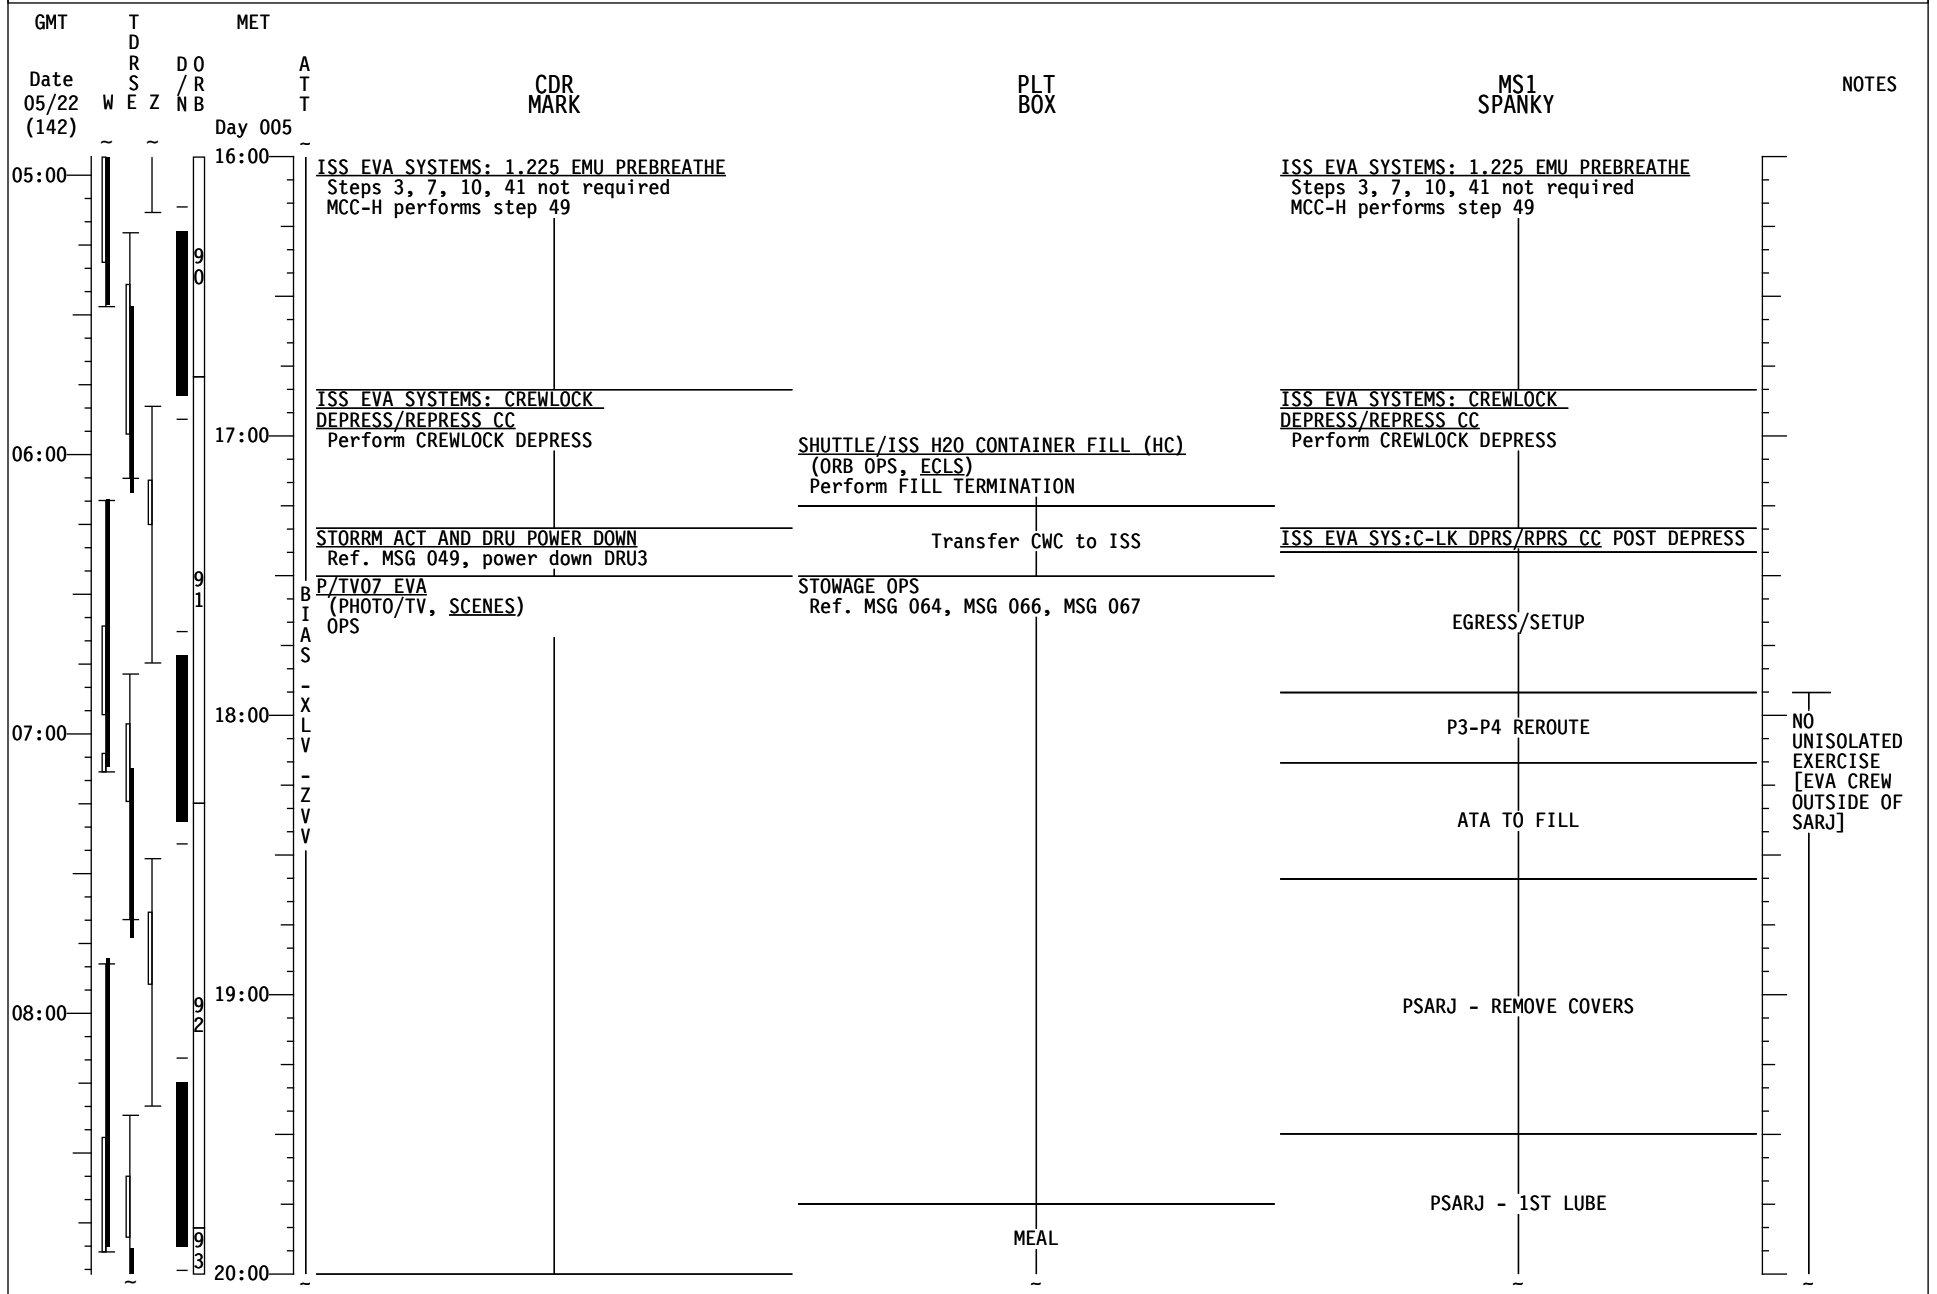 GMT
TDRSE
MET
Date
05/22
(142)
W E Z
D/N
ORB
ATT
CDR
MARK
PLT
BOX
MS1
SPANKY
NOTES
Day 005
~ ~ ~
16:00
05:00
ISS EVA SYSTEMS: 1.225 EMU PREBREATHE
Steps 3, 7, 10, 41 not required
MCC-H performs step 49
ISS EVA SYSTEMS: 1.225 EMU PREBREATHE
Steps 3, 7, 10, 41 not required
MCC-H performs step 49
90
ISS EVA SYSTEMS: CREWLOCK
DEPRESS/REPRESS CC
Perform CREWLOCK DEPRESS
ISS EVA SYSTEMS: CREWLOCK
DEPRESS/REPRESS CC
Perform CREWLOCK DEPRESS
17:00
06:00
SHUTTLE/ISS H2O CONTAINER FILL (HC)
(ORB OPS, ECLS)
Perform FILL TERMINATION
STORRM ACT AND DRU POWER DOWN
Ref. MSG 049, power down DRU3
Transfer CWC to ISS
ISS EVA SYS:C-LK DPRS/RPRS CC POST DEPRESS
91
BIAS -XLV -ZVV
P/TV07 EVA
(PHOTO/TV, SCENES)
OPS
STOWAGE OPS
Ref. MSG 064, MSG 066, MSG 067
EGRESS/SETUP
18:00
07:00
P3-P4 REROUTE
NO
UNISOLATED
EXERCISE
[EVA CREW
OUTSIDE OF
SARJ]
ATA TO FILL
19:00
08:00
92
PSARJ - REMOVE COVERS
PSARJ - 1ST LUBE
MEAL
93
20:00
~ ~ ~ ~ ~